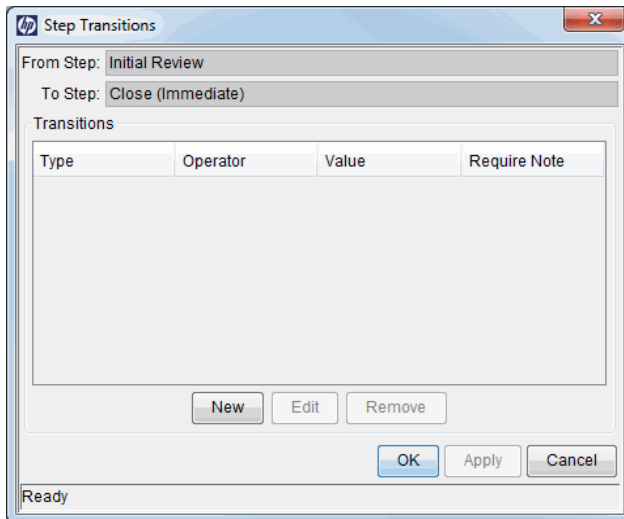 hp Step Transitions
From Step: Initial Review
To Step: Close (Immediate)
Transitions
Type Operator Value Require Note
New Edit Remove
OK Apply Cancel
Ready